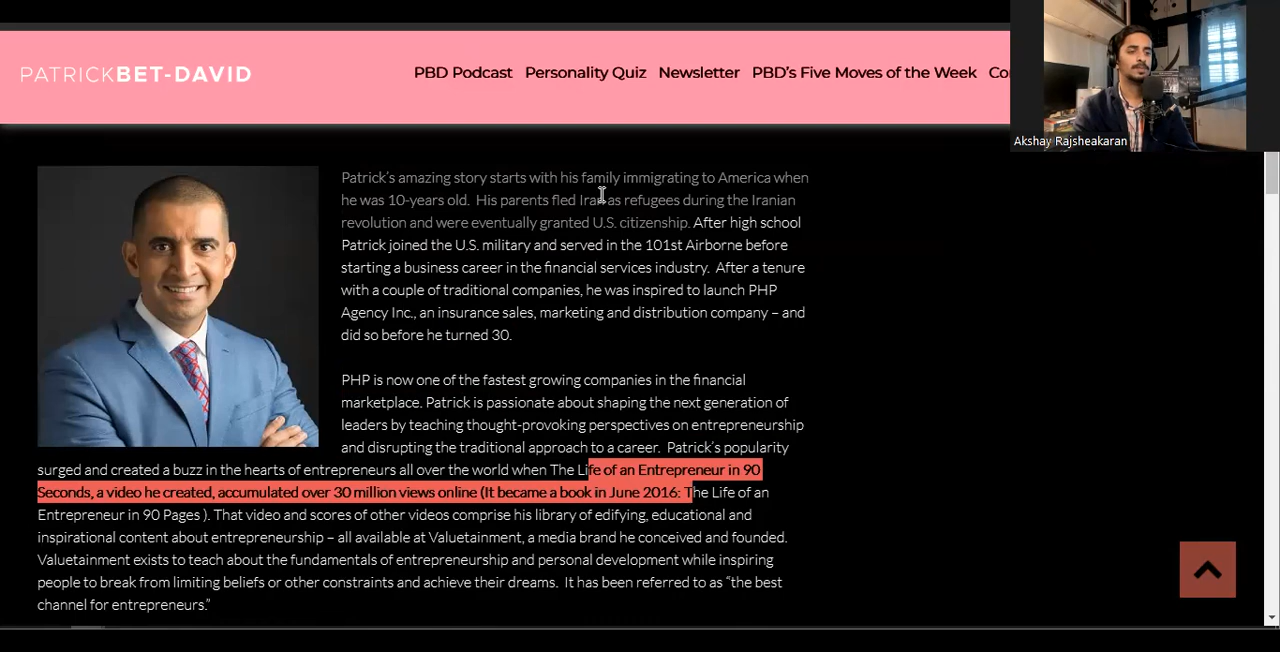 PATRICKBET-DAVID
PBD Podcast Personality Quiz Newsletter PBD's Five Moves of the Week
Akshay Rajsheakaran
Patrick's amazing story starts with his family immigrating to America when
he was 10-years old. His parents fled Iran as refugees during the Iranian
revolution and were eventually granted U.S. citizenship. After high school
Patrick joined the U.S. military and served in the 101st Airborne before
starting a business career in the financial services industry. After a tenure
with a couple of traditional companies, he was inspired to launch PHP
Agency Inc., an insurance sales, marketing and distribution company – and
did so before he turned 30.
PHP is now one of the fastest growing companies in the financial
marketplace. Patrick is passionate about shaping the next generation of
leaders by teaching thought-provoking perspectives on entrepreneurship
and disrupting the traditional approach to a career. Patrick's popularity
surged and created a buzz in the hearts of entrepreneurs all over the world when The Life of an Entrepreneur in 90
Seconds, a video he created, accumulated over 30 million views online (It became a book in June 2016: The Life of an
Entrepreneur in 90 Pages ). That video and scores of other videos comprise his library of edifying, educational and
inspirational content about entrepreneurship – all available at Valuetainment, a media brand he conceived and founded.
Valuetainment exists to teach about the fundamentals of entrepreneurship and personal development while inspiring
people to break from limiting beliefs or other constraints and achieve their dreams. It has been referred to as “the best
channel for entrepreneurs.”